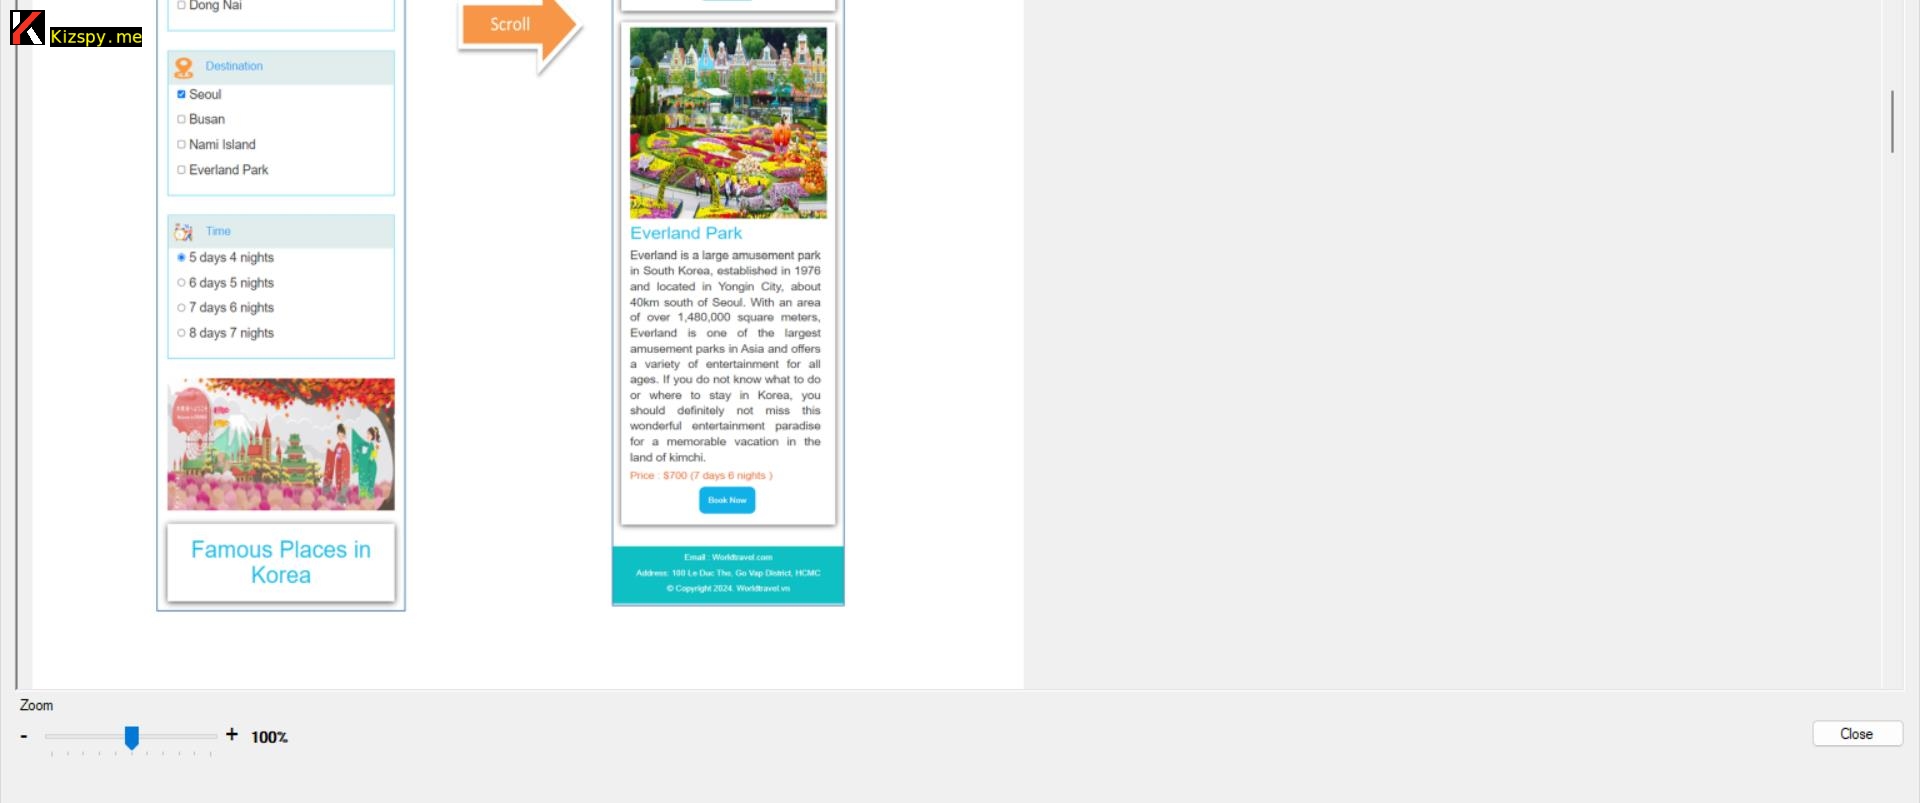 Dong Nai
Kizspy.me
Destination
Seoul
Busan
Nami Island
Everland Park
Time
5 days 4 nights
6 days 5 nights
7 days 6 nights
8 days 7 nights
Famous Places in
Korea
Scroll
Everland Park
Everland is a large amusement park
in South Korea, established in 1976
and located in Yongin City, about
40km south of Seoul. With an area
of over 1,480,000 square meters,
Everland is one of the largest
amusement parks in Asia and offers
a variety of entertainment for all
ages. If you do not know what to do
or where to stay in Korea, you
should definitely not miss this
wonderful entertainment paradise
for a memorable vacation in the
land of kimchi.
Price : $700 (7 days 6 nights )
Book Now
Email : Worldtravel.com
Address: 100 Le Duc Tho, Go Vap District, HCMC
© Copyright 2024. Worldtravel.vn
Zoom
- + 100%
Close